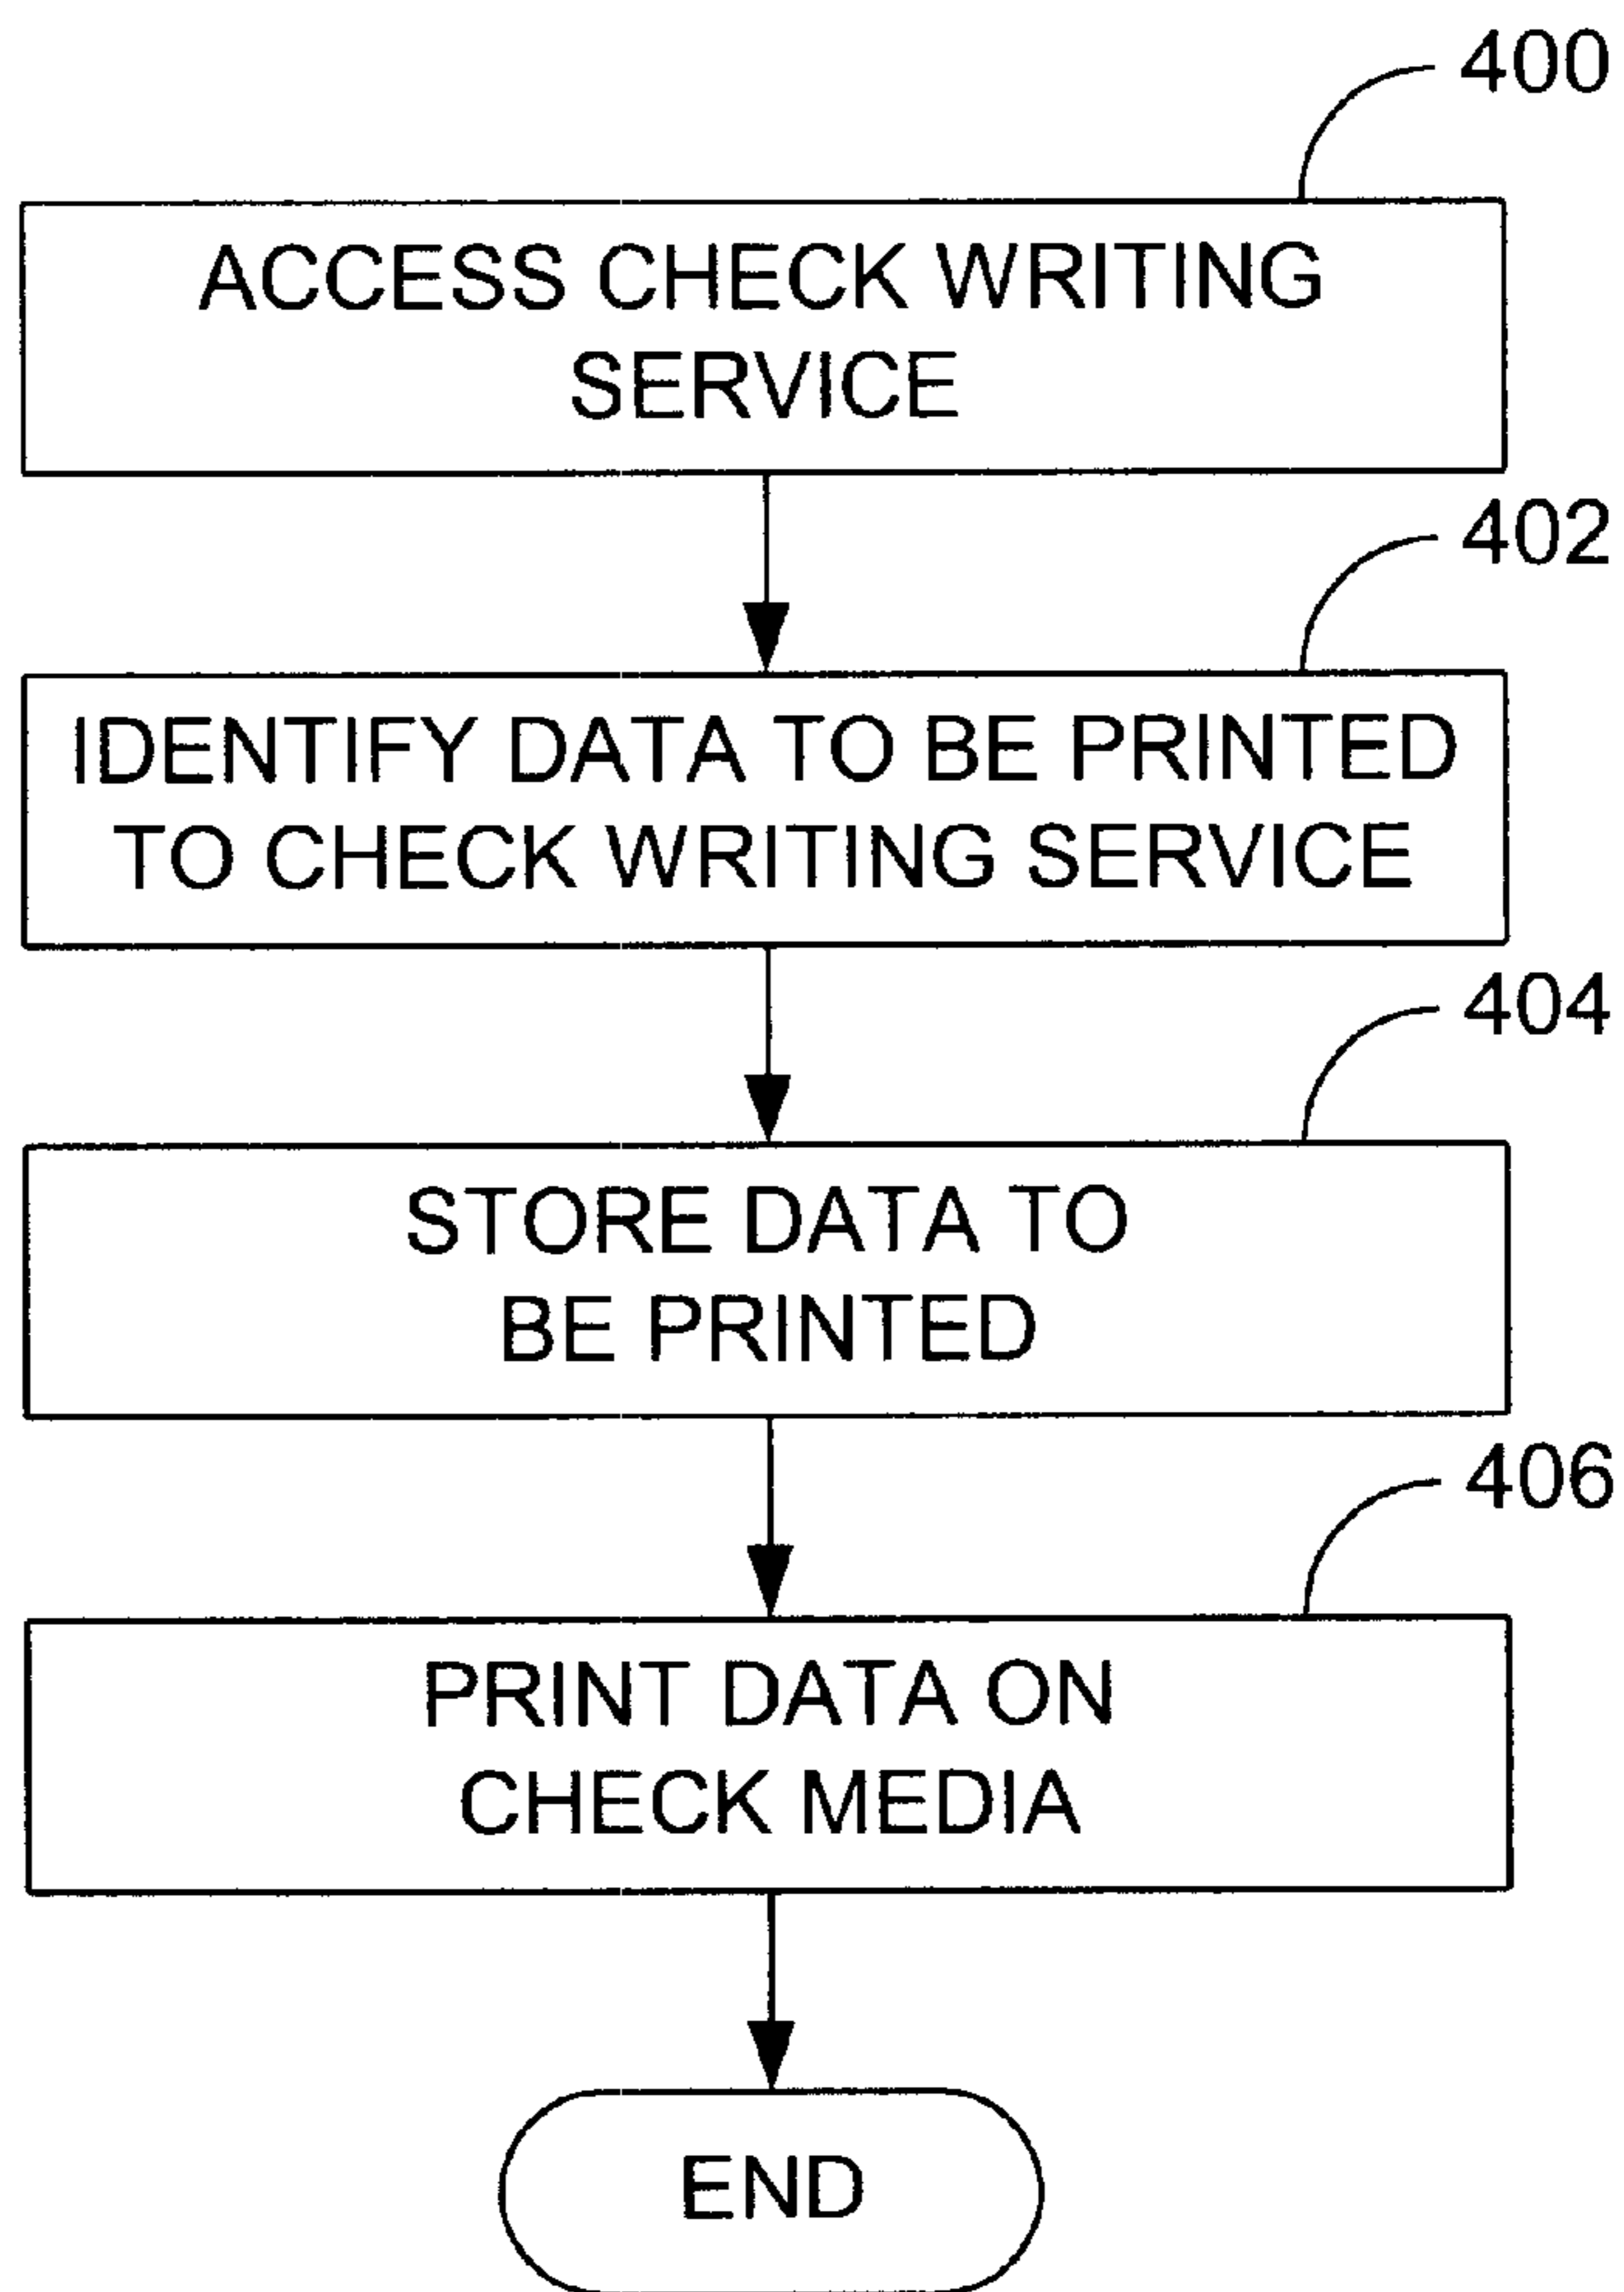 400
ACCESS CHECK WRITING
SERVICE
402
IDENTIFY DATA TO BE PRINTED
TO CHECK WRITING SERVICE
404
STORE DATA TO
BE PRINTED
406
PRINT DATA ON
CHECK MEDIA
END